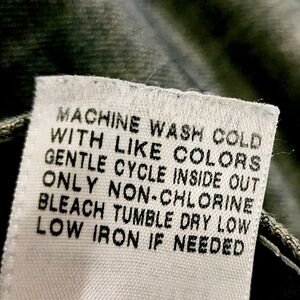 MACHINE WASH COLD
WITH LIKE COLORS
GENTLE CYCLE INSIDE OUT
ONLY NON-CHLORINE
BLEACH TUMBLE DRY LOW
LOW IRON IF NEEDED